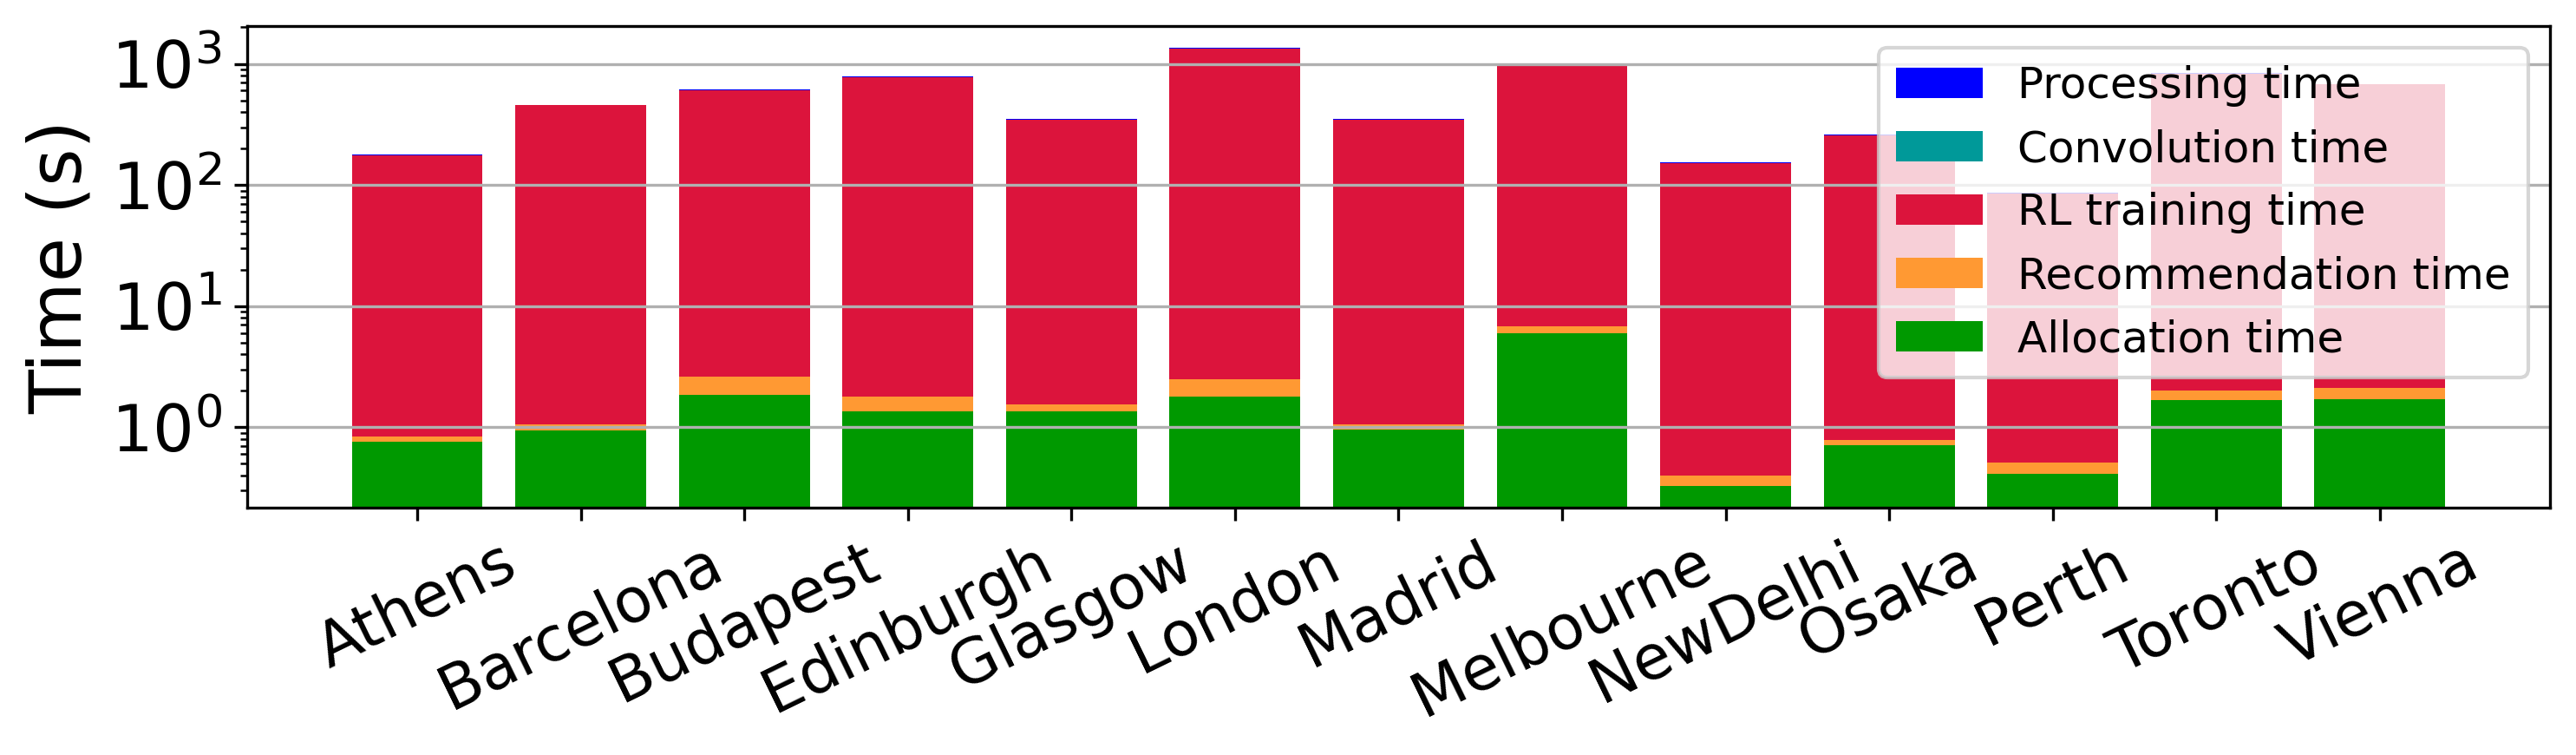 Time (s)
10³
10²
10¹
10⁰
Processing time
Convolution time
RL training time
Recommendation time
Allocation time
Athens
Barcelona
Budapest
Edinburgh
Glasgow
London
Madrid
Melbourne
NewDelhi
Osaka
Perth
Toronto
Vienna